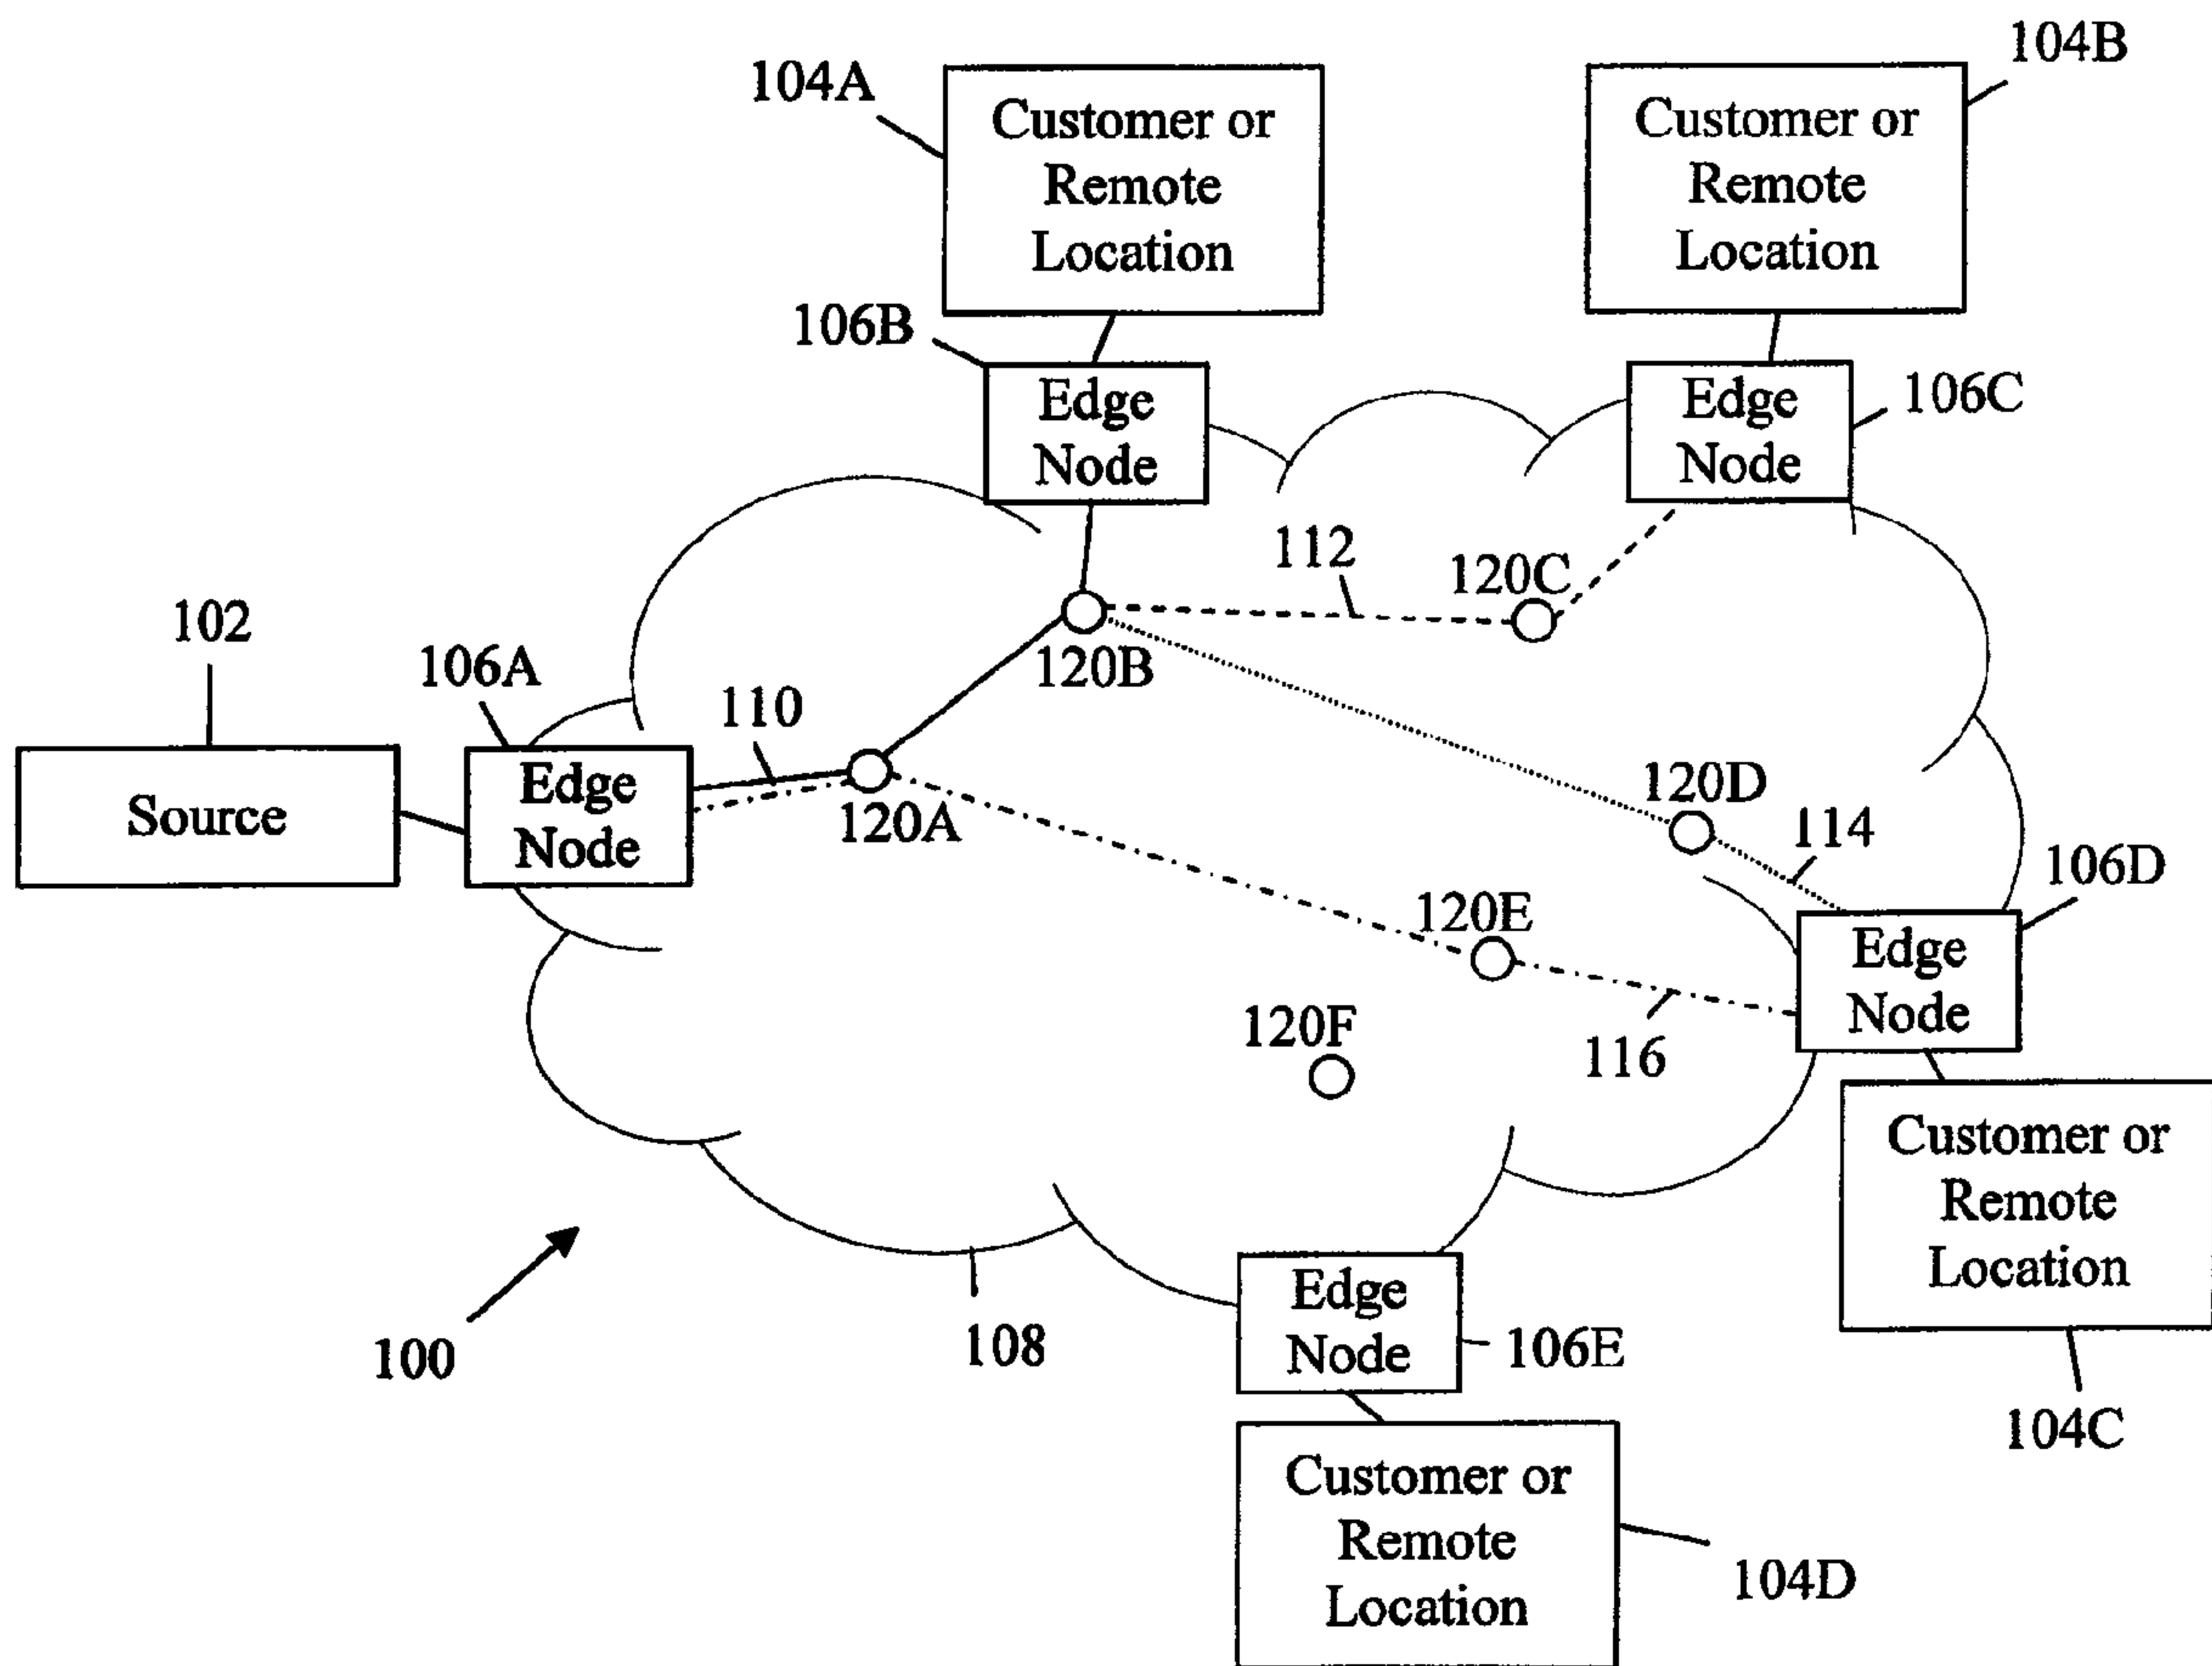 104B
104A
Customer or
Remote
Location
Customer or
Remote
Location
106B
Edge
Node
Edge
Node
106C
112
120C
102
106A
120B
110
Source
Edge
Node
120A
120D
114
106D
120E
Edge
Node
120F
116
Customer or
Remote
Location
100
108
Edge
Node
106E
104C
Customer or
Remote
Location
104D